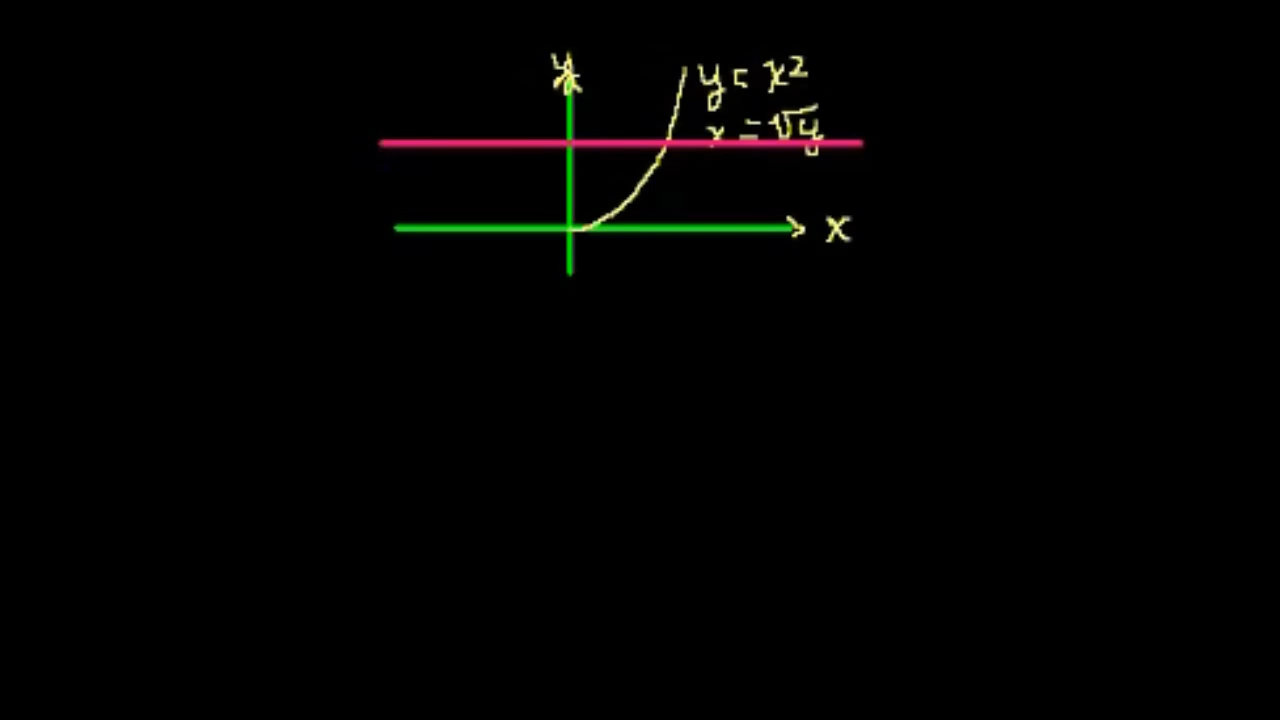 y
y = x²
x = √y
x